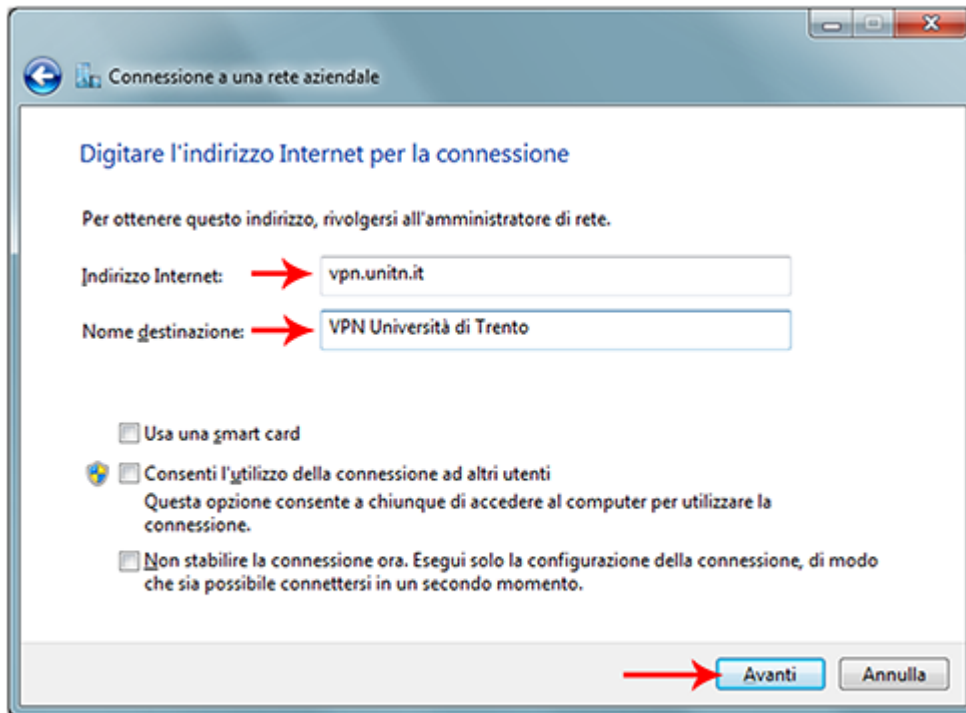 Connessione a una rete aziendale
Digitare l'indirizzo Internet per la connessione
Per ottenere questo indirizzo, rivolgersi all'amministratore di rete.
Indirizzo Internet: vpn.unitn.it
Nome destinazione: VPN Università di Trento
Usa una smart card
Consenti l'utilizzo della connessione ad altri utenti
Questa opzione consente a chiunque di accedere al computer per utilizzare la
connessione.
Non stabilire la connessione ora. Esegui solo la configurazione della connessione, di modo
che sia possibile connettersi in un secondo momento.
Avanti Annulla